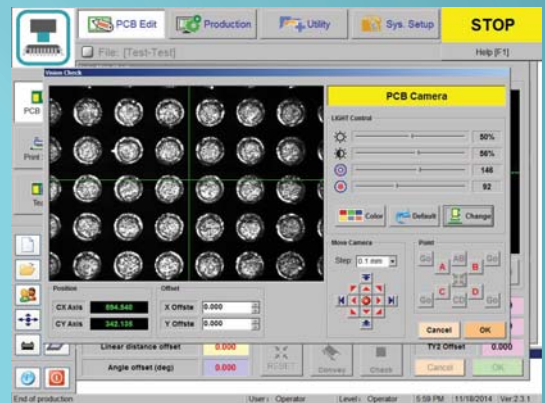 PCB Edit Production Utility Sys. Setup STOP
File: [Test-Test] Help [F1]
Vision Check
PCB Camera
LIGHT Control
50%
56%
146
92
Color Default Change
Move Camera Point
Step: 0.1 mm
Go AB Go
A B
C D
Go CD Go
Position Offset
CX Axis 594.540 X Offste 0.000
CY Axis 342.135 Y Offste 0.000
Cancel OK
Linear distance offset 0.000 TY2 Offset 0.000
Angle offset (deg) 0.000 RESET Convey Check Cancel OK
End of production User: Operator Level: Operator 5:59 PM 11/18/2014 Ver:2.3.1